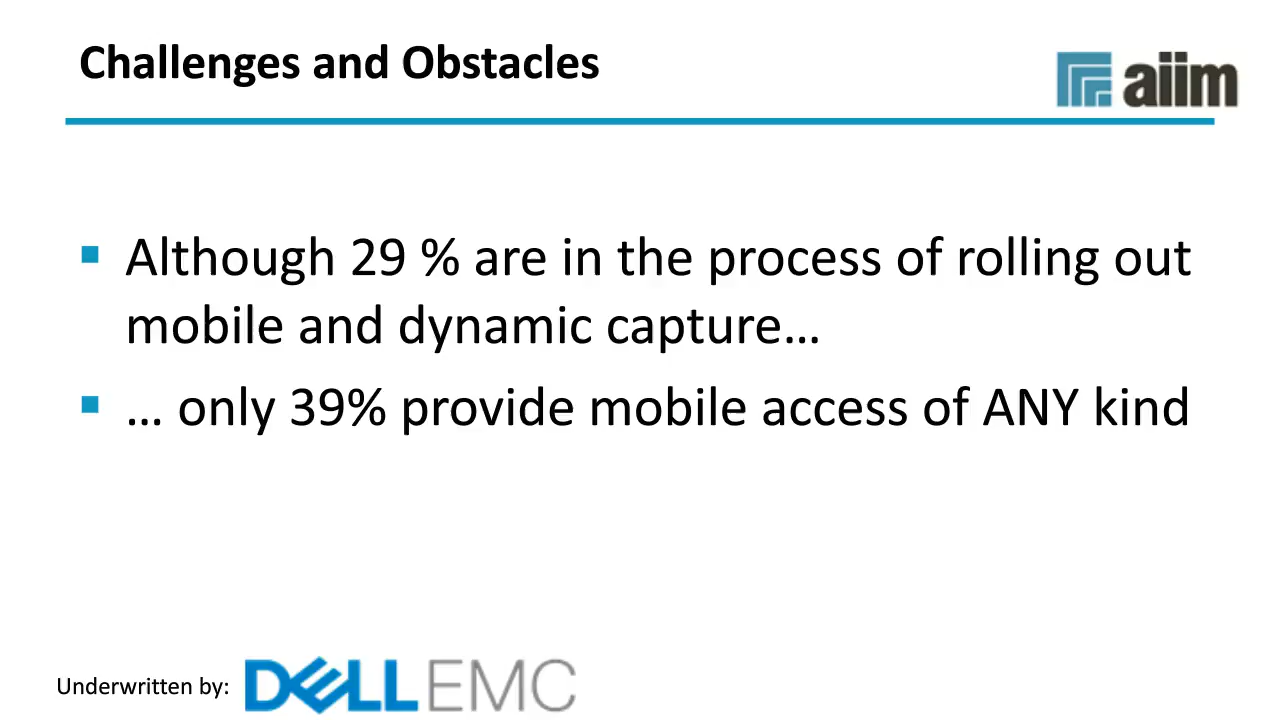 Challenges and Obstacles
aiim
▪ Although 29 % are in the process of rolling out
mobile and dynamic capture…
▪ … only 39% provide mobile access of ANY kind
Underwritten by:
DELL EMC